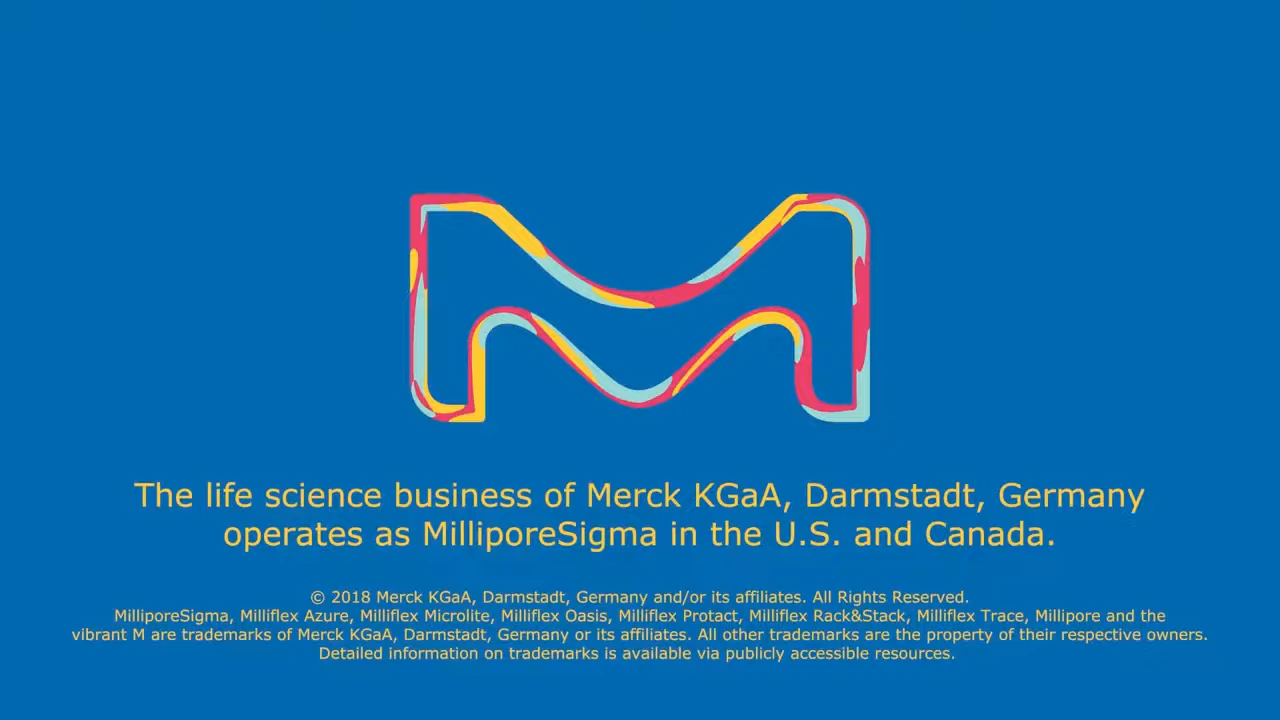 The life science business of Merck KGaA, Darmstadt, Germany
operates as MilliporeSigma in the U.S. and Canada.
© 2018 Merck KGaA, Darmstadt, Germany and/or its affiliates. All Rights Reserved.
MilliporeSigma, Milliflex Azure, Milliflex Microlite, Milliflex Oasis, Milliflex Protact, Milliflex Rack&Stack, Milliflex Trace, Millipore and the
vibrant M are trademarks of Merck KGaA, Darmstadt, Germany or its affiliates. All other trademarks are the property of their respective owners.
Detailed information on trademarks is available via publicly accessible resources.